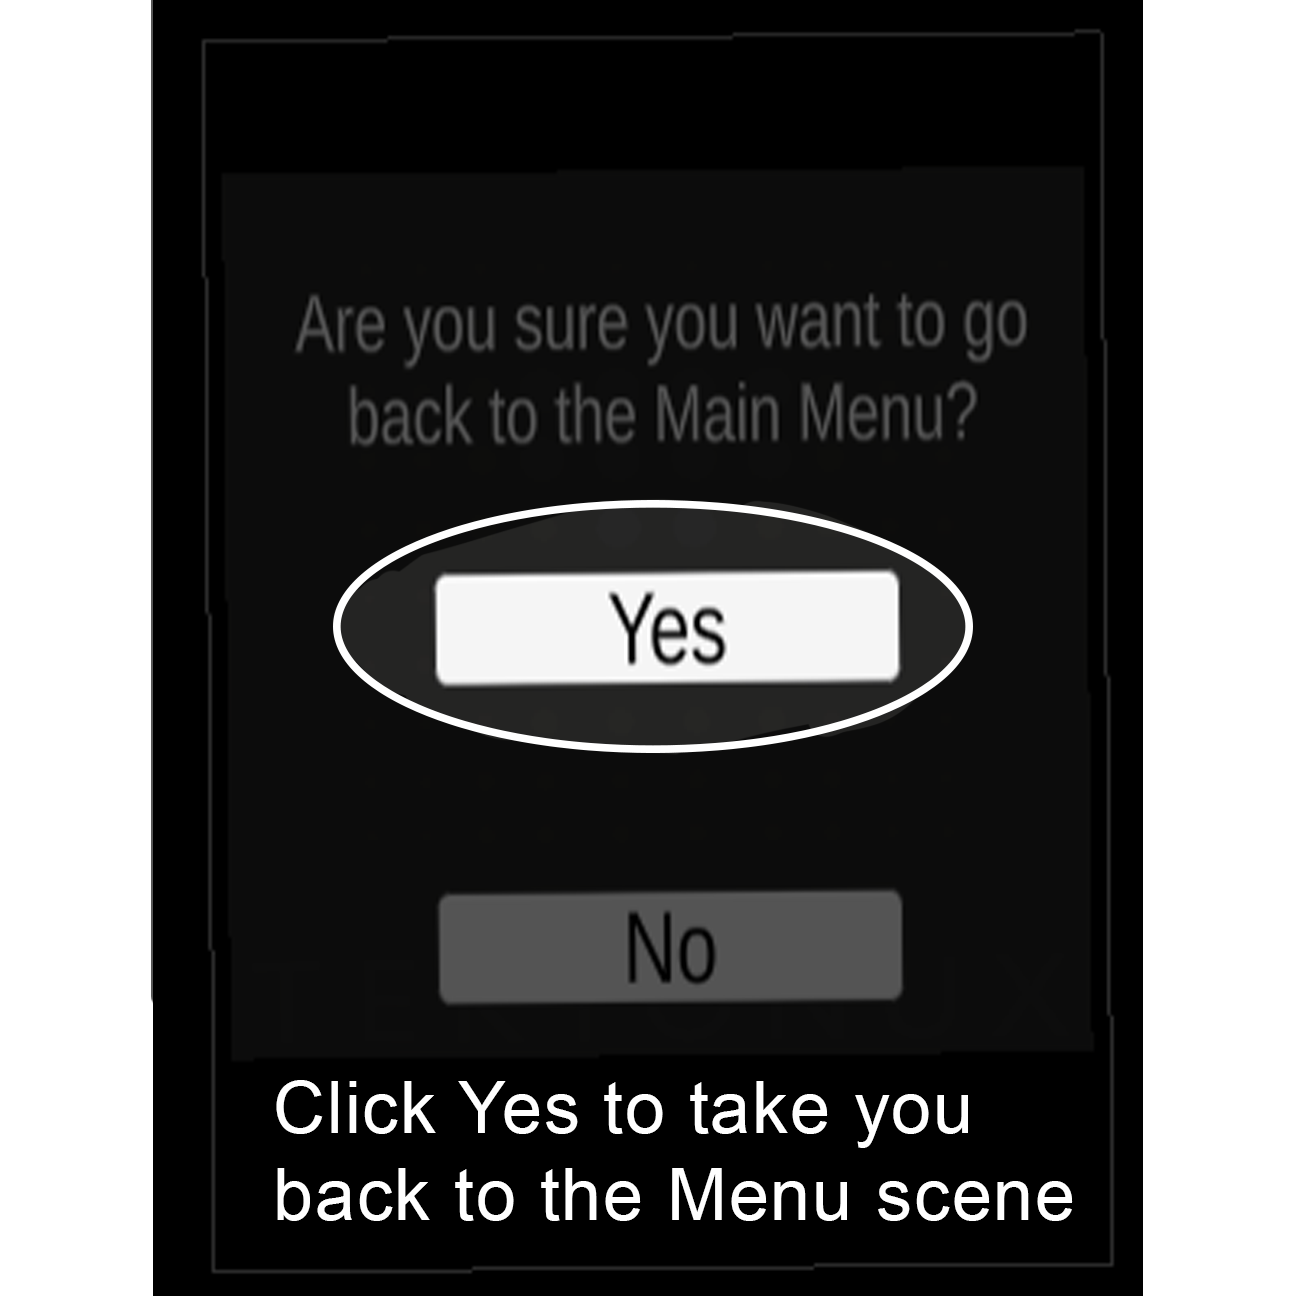 Are you sure you want to go
back to the Main Menu?
Yes
No
Click Yes to take you
back to the Menu scene